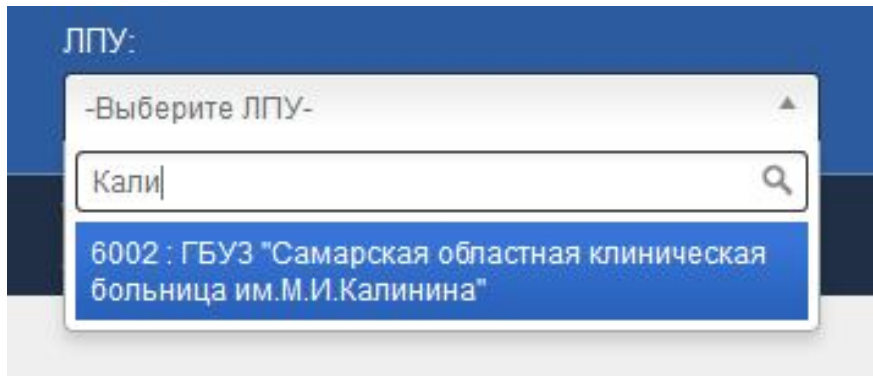 ЛПУ:
-Выберите ЛПУ-
Кали
6002 : ГБУЗ "Самарская областная клиническая
больница им.М.И.Калинина"